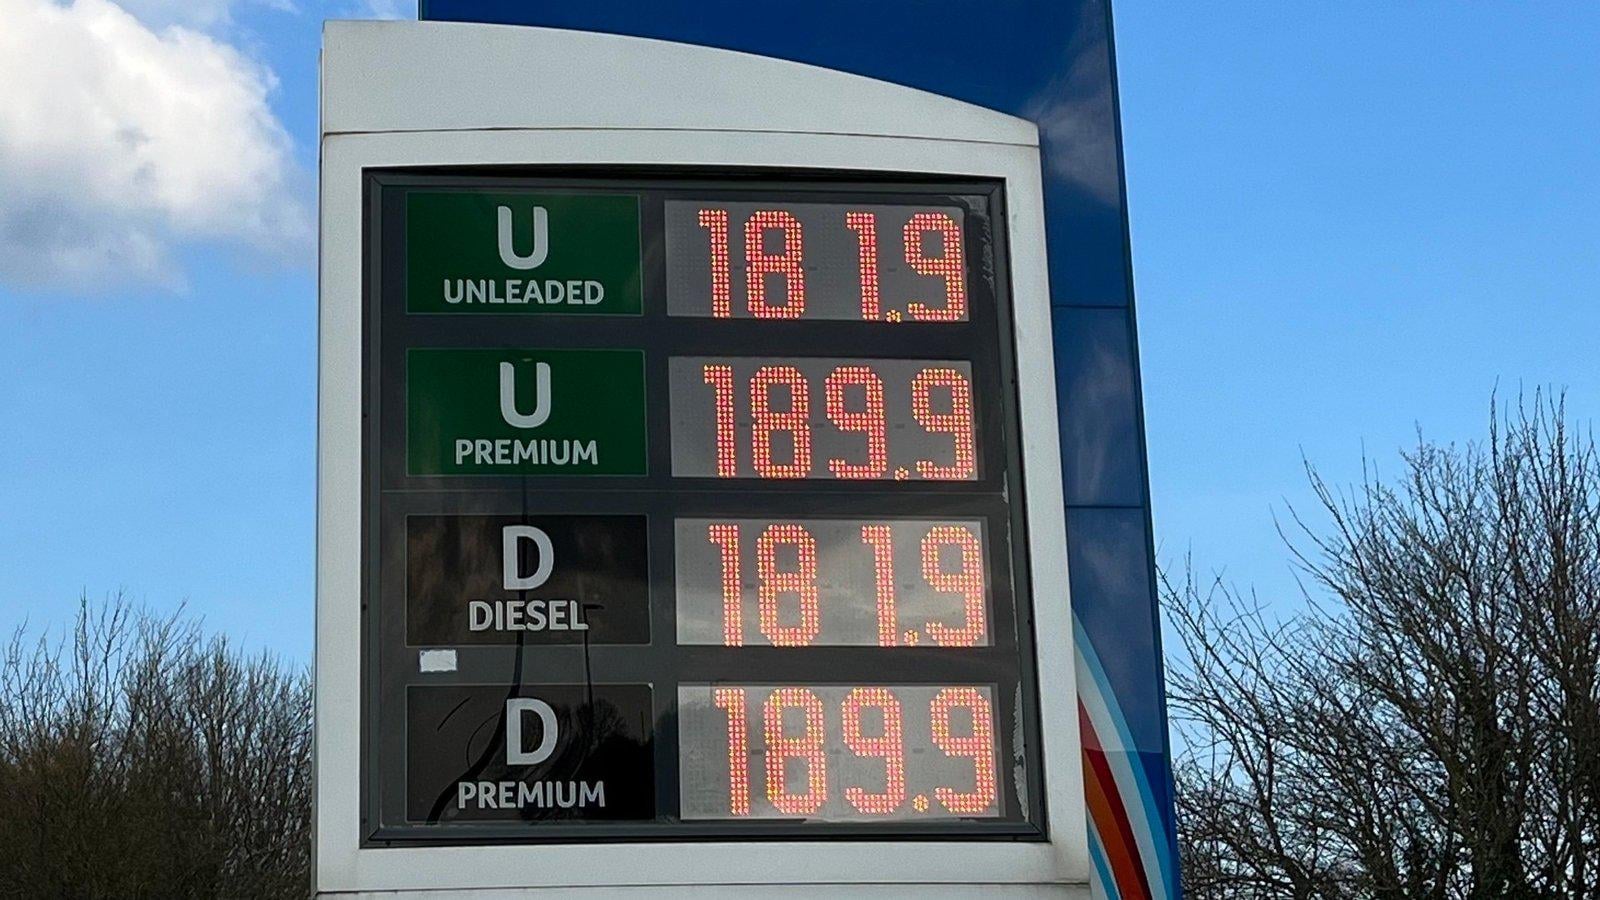 U 181.9
UNLEADED
U 189.9
PREMIUM
D 181.9
DIESEL
D 189.9
PREMIUM